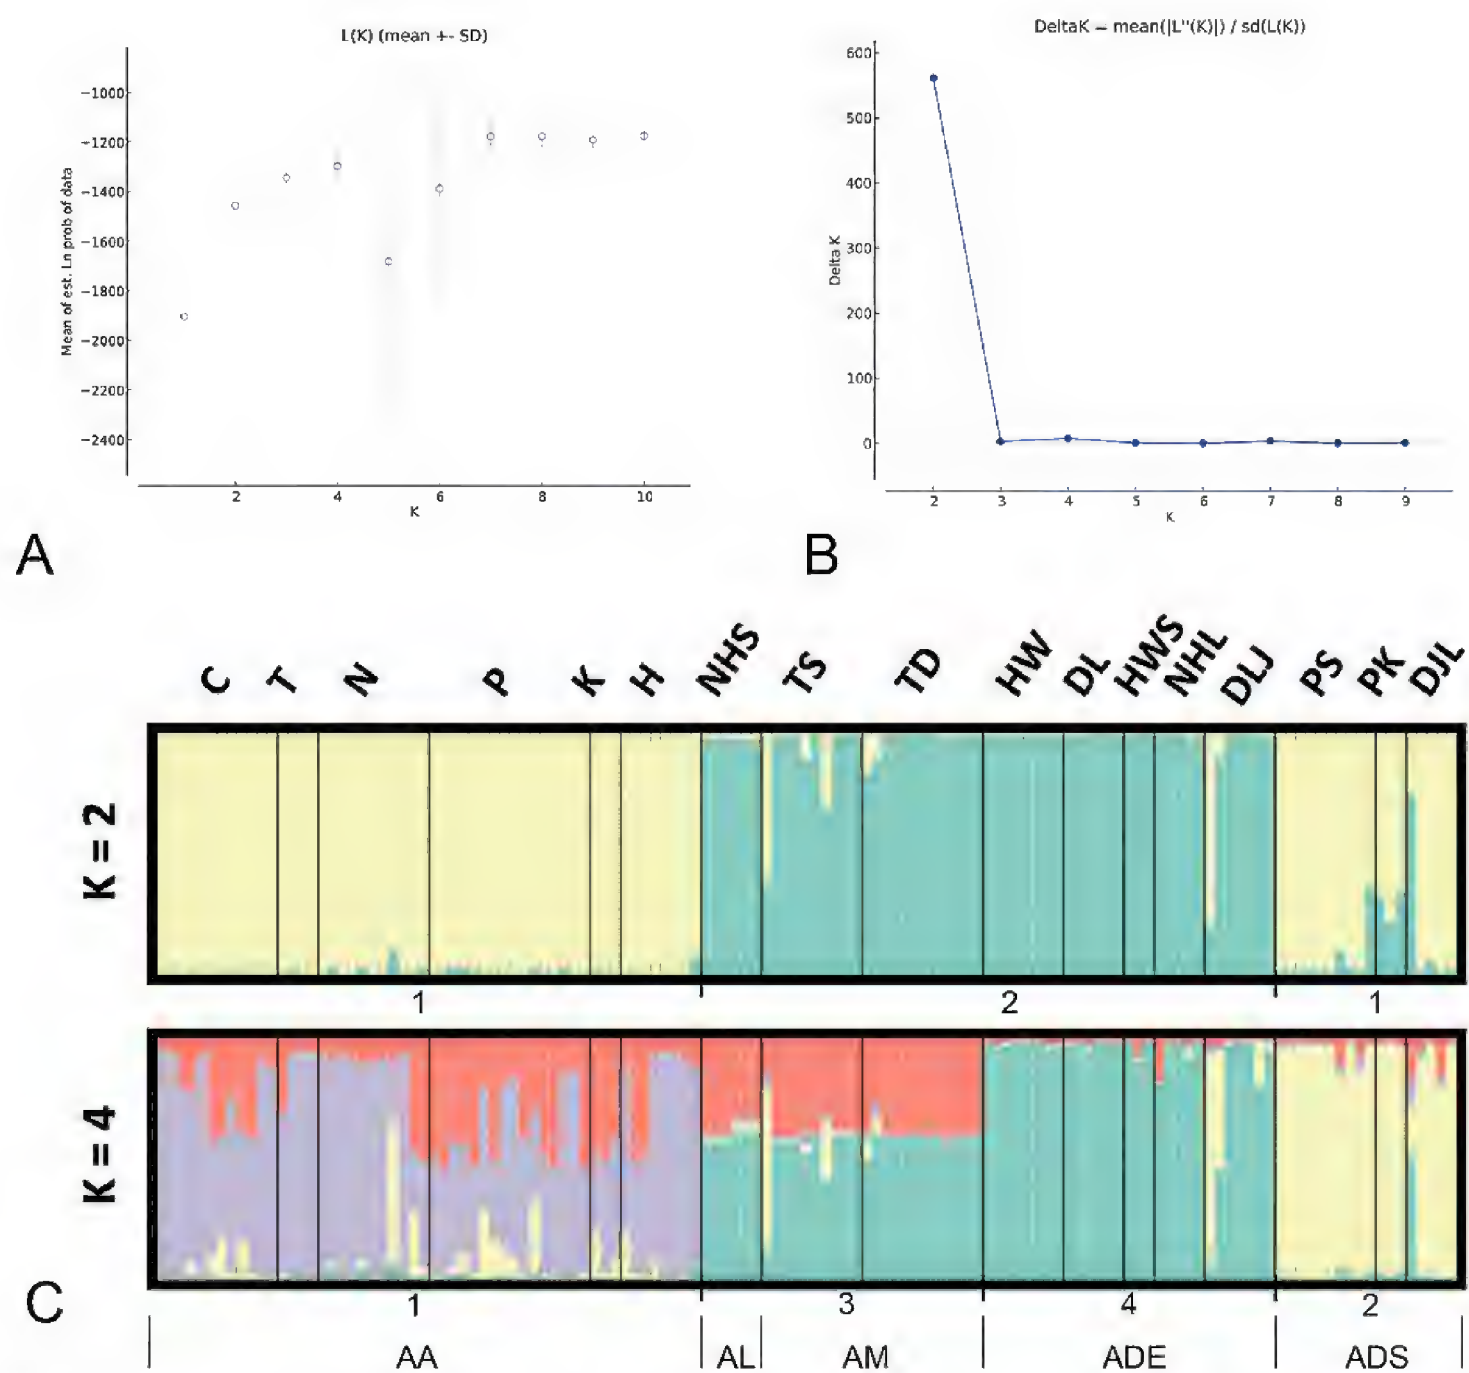 L(K) (mean +- SD)
−1000
−1200
−1400
−1600
−1800
−2000
−2200
−2400
Mean of est. Ln prob of data
2 4 6 8 10
K
A
DeltaK = mean(|L''(K)|) / sd(L(K))
600
500
400
300
200
100
0
Delta K
2 3 4 5 6 7 8 9
K
B
C T N P K H NHS TS TD HW DL HWS NHL DLJ PS PK DJL
K = 2
1 2 1
K = 4
1 3 4 2
C
AA AL AM ADE ADS